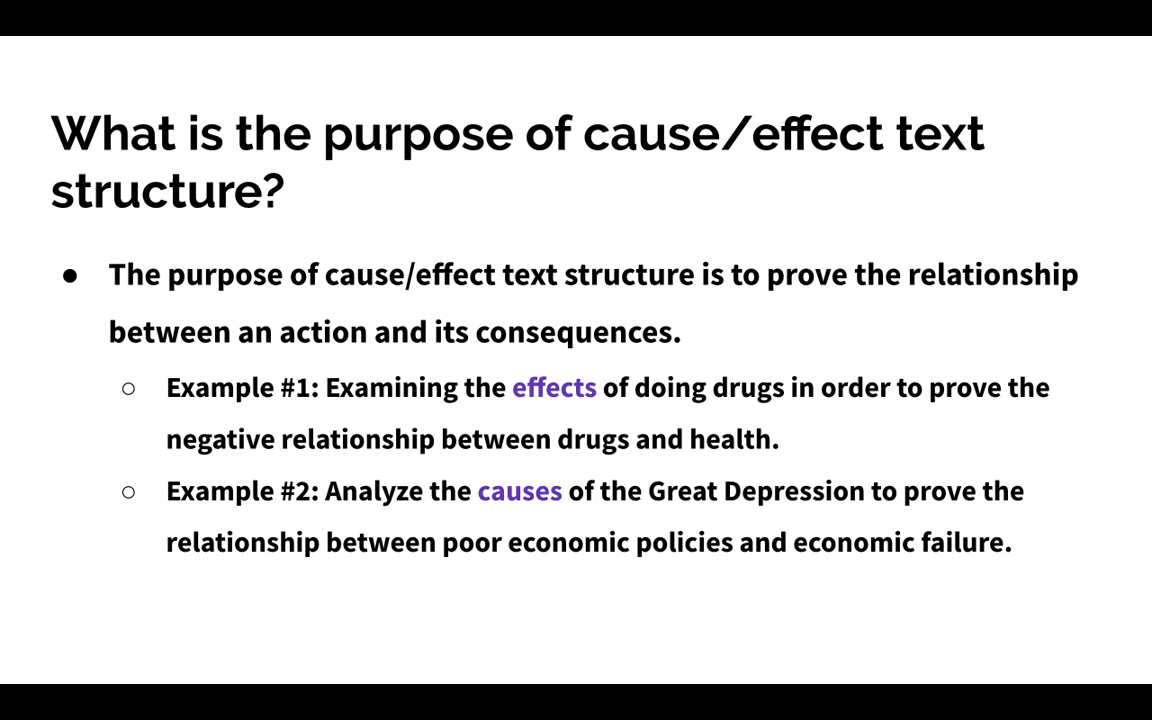 What is the purpose of cause/effect text
structure?
● The purpose of cause/effect text structure is to prove the relationship
between an action and its consequences.
○ Example #1: Examining the effects of doing drugs in order to prove the
negative relationship between drugs and health.
○ Example #2: Analyze the causes of the Great Depression to prove the
relationship between poor economic policies and economic failure.